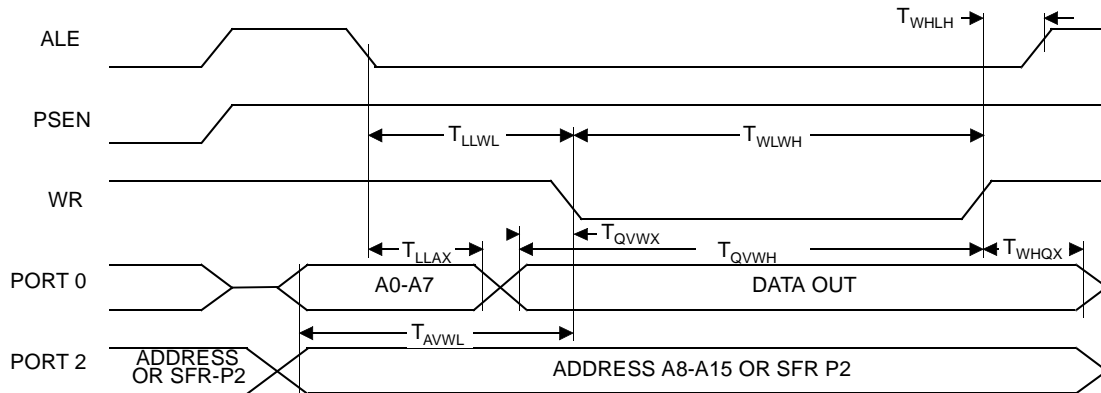 T_WHLH
ALE
PSEN
T_LLWL
T_WLWH
WR
T_LLAX
T_QVWX
T_QVWH
T_WHQX
PORT 0
A0-A7
DATA OUT
T_AVWL
PORT 2
ADDRESS
OR SFR-P2
ADDRESS A8-A15 OR SFR P2